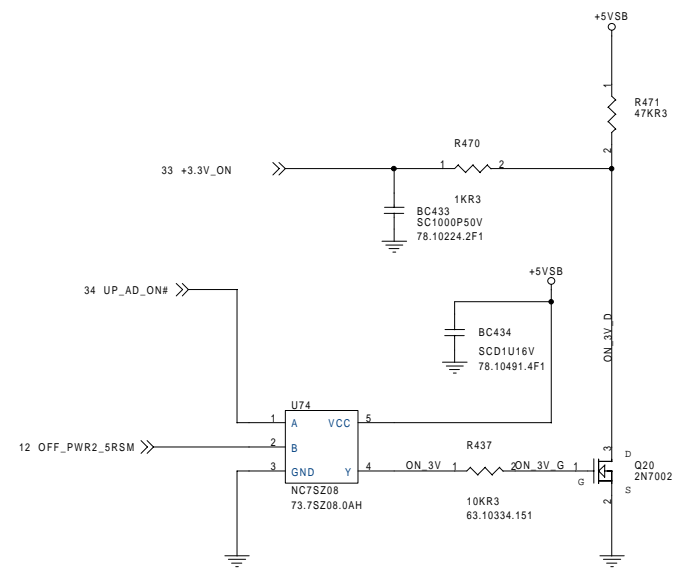 +5VSB
1
R471
47KR3
2
R470
33 +3.3V_ON
1
2
1KR3
BC433
SC1000P50V
78.10224.2F1
+5VSB
34 UP_AD_ON#
BC434
SCD1U16V
78.10491.4F1
ON_3V_D
U74
1
A
VCC
5
12 OFF_PWR2_5RSM
2
B
R437
3
GND
Y
4
ON_3V
1
2
ON_3V_G
1
G
3
D
Q20
2N7002
S
2
NC7SZ08
73.7SZ08.0AH
10KR3
63.10334.151